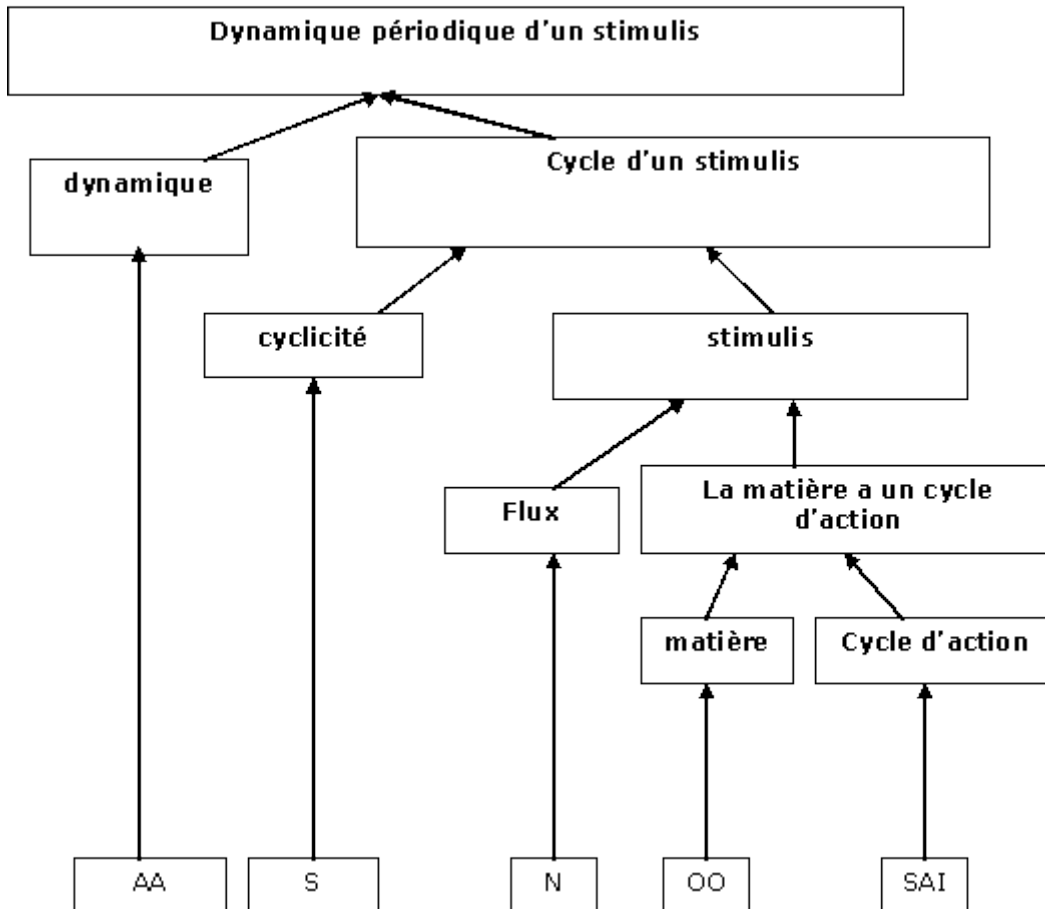 Dynamique périodique d'un stimulis
dynamique
Cycle d'un stimulis
cyclicité
stimulis
Flux
La matière a un cycle
d'action
matière
Cycle d'action
AA
S
N
OO
SAI